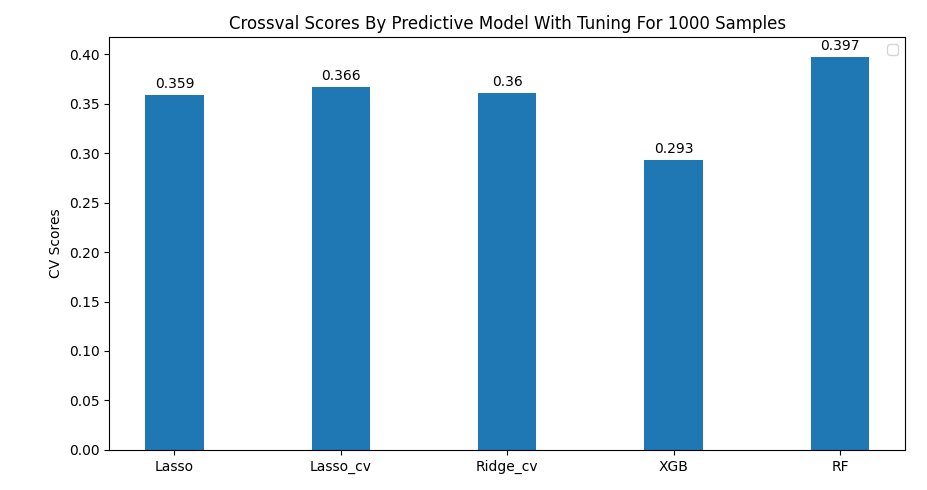 Crossval Scores By Predictive Model With Tuning For 1000 Samples
CV Scores
0.40
0.35
0.30
0.25
0.20
0.15
0.10
0.05
0.00
0.359
0.366
0.36
0.293
0.397
Lasso
Lasso_cv
Ridge_cv
XGB
RF